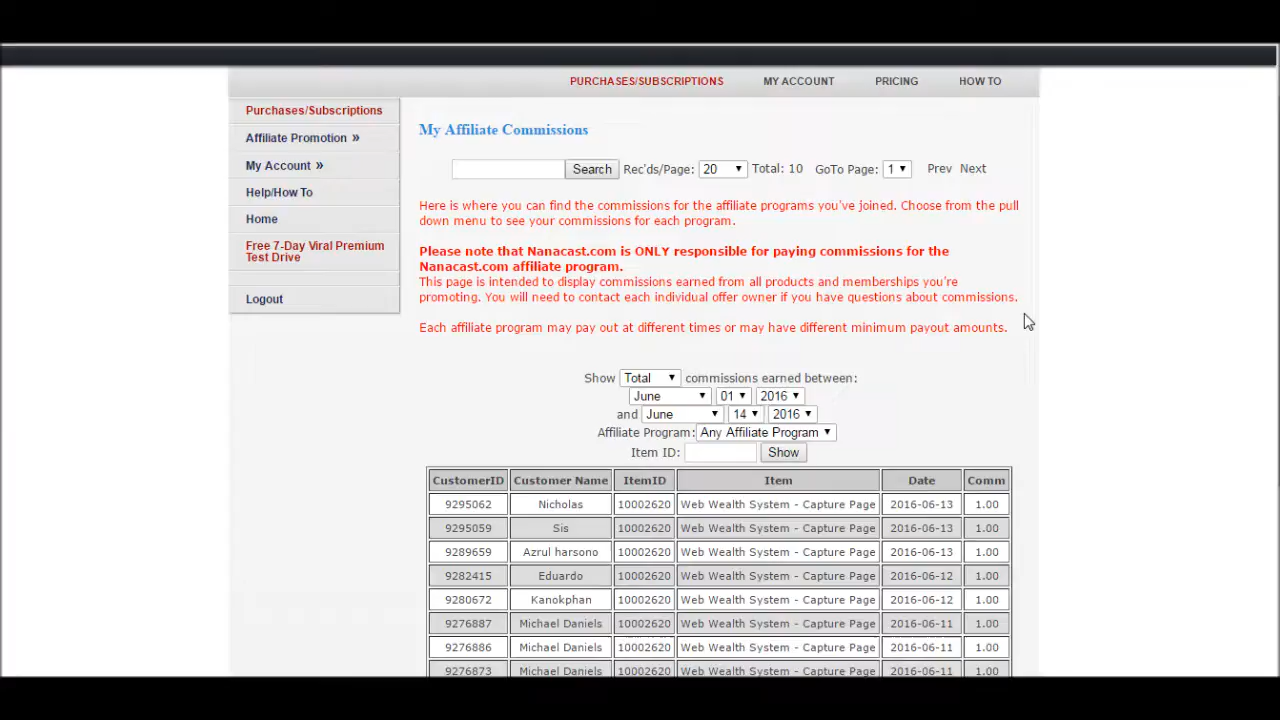 PURCHASES/SUBSCRIPTIONS MY ACCOUNT PRICING HOW TO
Purchases/Subscriptions
Affiliate Promotion »
My Account »
Help/How To
Home
Free 7-Day Viral Premium
Test Drive
Logout
My Affiliate Commissions
Search Rec'ds/Page: 20 Total: 10 GoTo Page: 1 Prev Next
Here is where you can find the commissions for the affiliate programs you've joined. Choose from the pull
down menu to see your commissions for each program.
Please note that Nanacast.com is ONLY responsible for paying commissions for the
Nanacast.com affiliate program.
This page is intended to display commissions earned from all products and memberships you're
promoting. You will need to contact each individual offer owner if you have questions about commissions.
Each affiliate program may pay out at different times or may have different minimum payout amounts.
Show Total commissions earned between:
June 01 2016
and June 14 2016
Affiliate Program: Any Affiliate Program
Item ID: Show
CustomerID Customer Name ItemID Item Date Comm
9295062 Nicholas 10002620 Web Wealth System - Capture Page 2016-06-13 1.00
9295059 Sis 10002620 Web Wealth System - Capture Page 2016-06-13 1.00
9289659 Azrul harsono 10002620 Web Wealth System - Capture Page 2016-06-13 1.00
9282415 Eduardo 10002620 Web Wealth System - Capture Page 2016-06-12 1.00
9280672 Kanokphan 10002620 Web Wealth System - Capture Page 2016-06-12 1.00
9276887 Michael Daniels 10002620 Web Wealth System - Capture Page 2016-06-11 1.00
9276886 Michael Daniels 10002620 Web Wealth System - Capture Page 2016-06-11 1.00
9276873 Michael Daniels 10002620 Web Wealth System - Capture Page 2016-06-11 1.00